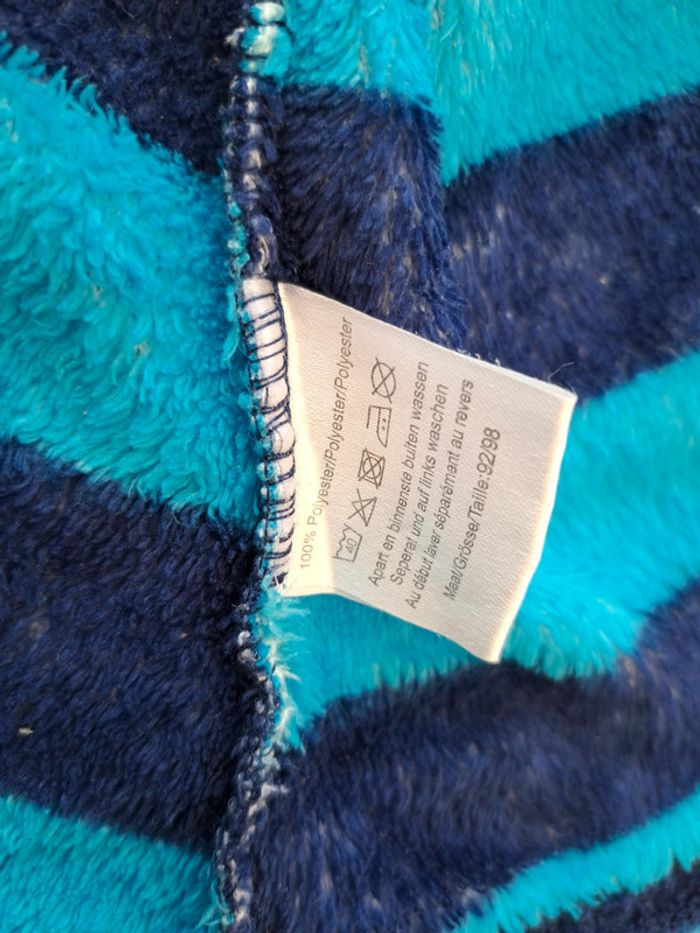 100% Polyester/Polyester/Polyester
40
Apart en binnenste buiten wassen
Seperat und auf links waschen
Au début laver séparément au revers
Maat/Grösse/Taille:92/98